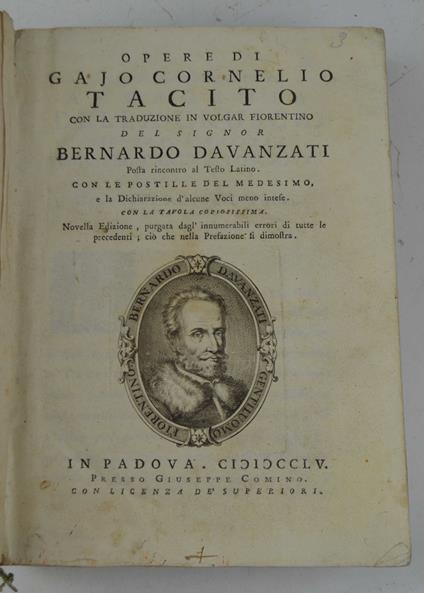 3
OPERE DI
GAJO CORNELIO
TACITO
CON LA TRADUZIONE IN VOLGAR FIORENTINO
DEL SIGNOR
BERNARDO DAVANZATI
Poſta rincontro al Teſto Latino.
CON LE POSTILLE DEL MEDESIMO,
e la Dichiarazione d'alcune Voci meno inteſe.
CON LA TAVOLA COPIOSISSIMA.
Novella Edizione, purgata dagl' innumerabili errori di tutte le
precedenti; ciò che nella Prefazione ſi dimoſtra.
BERNARDO DAVANZATI GENTILUOMO FIORENTINO
IN PADOVA. CIƆIƆCCLV.
PRESSO GIUSEPPE COMINO.
CON LICENZA DE' SUPERIORI.